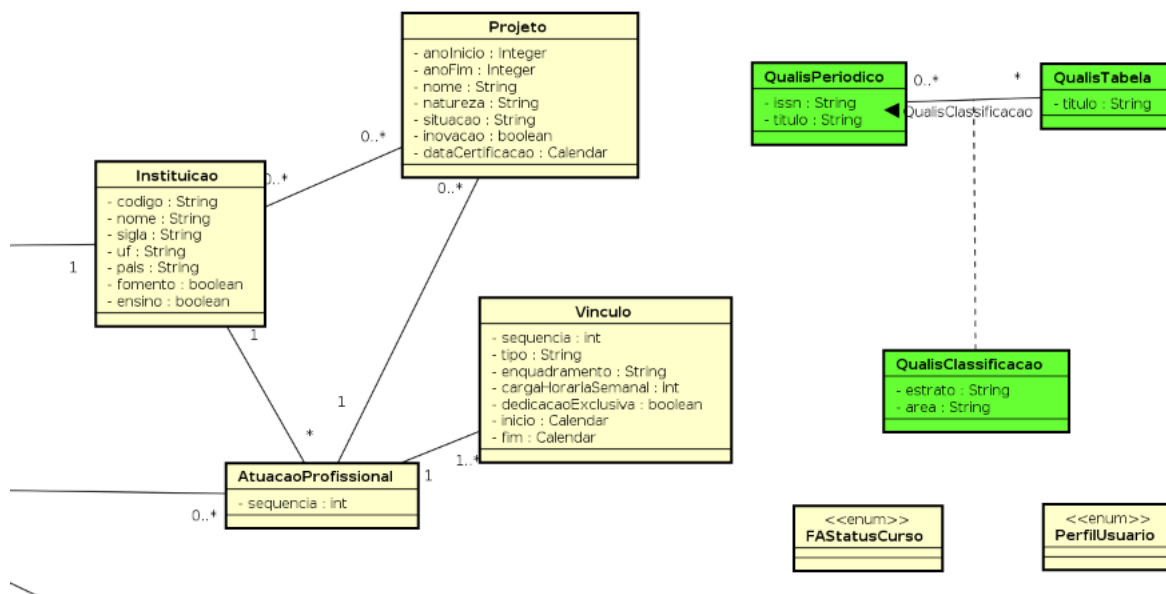 Projeto
- anoInicio : Integer
- anoFim : Integer
- nome : String
- natureza : String
- situacao : String
- inovacao : boolean
- dataCertificacao : Calendar
0..*
0..*
0..*
Instituicao
- codigo : String
- nome : String
- sigla : String
- uf : String
- pais : String
- fomento : boolean
- ensino : boolean
1
1
QualisPeriodico
- issn : String
- titulo : String
0..*
*
QualisClassificacao
QualisTabela
- titulo : String
Vinculo
- sequencia : int
- tipo : String
- enquadramento : String
- cargaHorariaSemanal : int
- dedicacaoExclusiva : boolean
- inicio : Calendar
- fim : Calendar
1
*
1
1..*
QualisClassificacao
- estrato : String
- area : String
AtuacaoProfissional
- sequencia : int
0..*
<<enum>>
FAStatusCurso
<<enum>>
PerfilUsuario